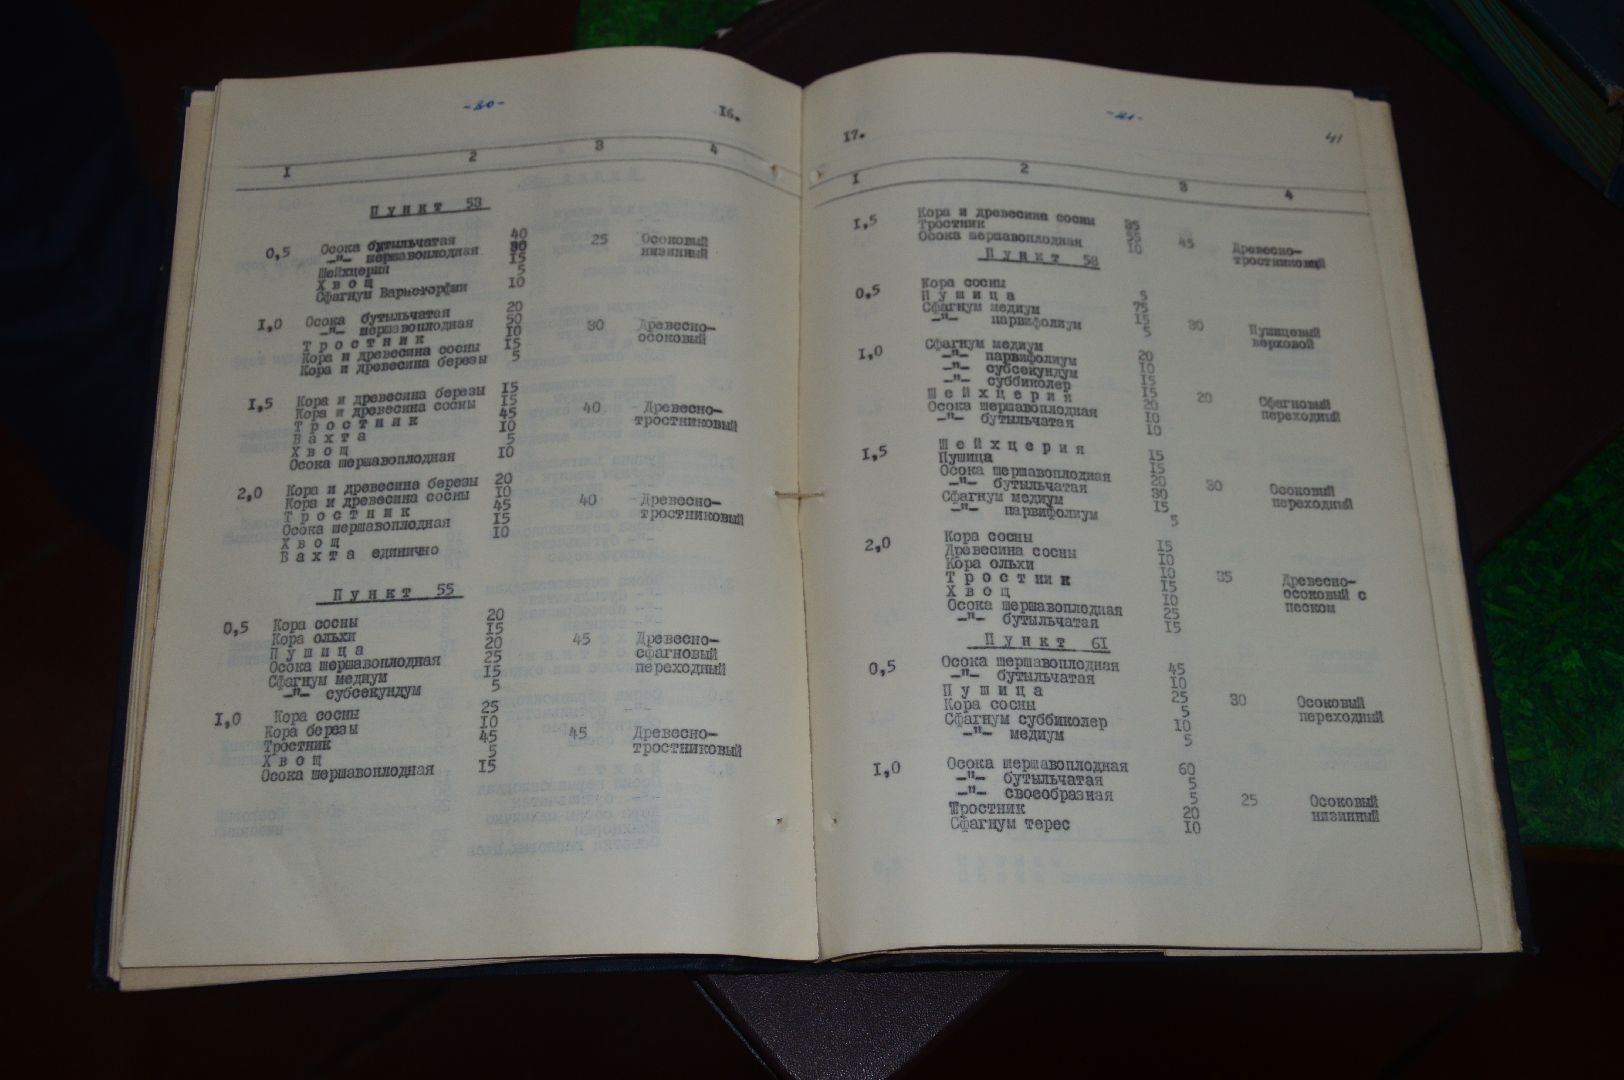 -80-
16.
I 2 3 4
Пункт 53
0,5 Осока бутыльчатая 40
-"- шершавоплодная 30 25 Осоковый
Шейхцерия 15 низинный
Хвощ 5
Сфагнум Варнсторфии 10
I,0 Осока бутыльчатая 20
-"- шершавоплодная 50
Тростник 10 30 Древесно-
Кора и древесина сосны 15 осоковый
Кора и древесина березы 5
I,5 Кора и древесина березы 15
Кора и древесина сосны 15
Тростник 45 40 Древесно-
Вахта 10 тростниковый
Хвощ 5
Осока шершавоплодная 10
2,0 Кора и древесина березы 20
Кора и древесина сосны 10
Тростник 45 40 Древесно-
Осока шершавоплодная 15 тростниковый
Хвощ 10
Вахта единично
Пункт 55
0,5 Кора сосны 20
Кора ольхи 15
Пушица 20 45 Древесно-
Осока шершавоплодная 25 сфагновый
Сфагнум медиум 15 переходный
-"- субсекундум 5
I,0 Кора сосны 25
Кора березы 10
Тростник 45 45 Древесно-
Хвощ 5 тростниковый
Осока шершавоплодная 15
-81-
41
17.
I 2 3 4
I,5 Кора и древесина сосны 35
Тростник 55 45 Древесно-
Осока шершавоплодная 10 тростниковый
Пункт 58
0,5 Кора сосны 5
Пушица 75
Сфагнум медиум 15 30 Пушицевый
-"- парвифолиум 5 верховой
I,0 Сфагнум медиум 20
-"- парвифолиум 10
-"- субсекундум 15
-"- суббиколер 15 20 Сфагновый
Шейхцерия 20 переходный
Осока шершавоплодная 10
-"- бутыльчатая 10
I,5 Шейхцерия 15
Пушица 15
Осока шершавоплодная 20
-"- бутыльчатая 30 30 Осоковый
Сфагнум медиум 15 переходный
-"- парвифолиум 5
2,0 Кора сосны 15
Древесина сосны 10
Кора ольхи 10
Тростник 15 35 Древесно-
Хвощ 10 осоковый с
Осока шершавоплодная 25 песком
-"- бутыльчатая 15
Пункт 61
0,5 Осока шершавоплодная 45
-"- бутыльчатая 10
Пушица 25 30 Осоковый
Кора сосны 5 переходный
Сфагнум суббиколер 10
-"- медиум 5
I,0 Осока шершавоплодная 60
-"- бутыльчатая 5
-"- своеобразная 5 25 Осоковый
Тростник 20 низинный
Сфагнум терес 10